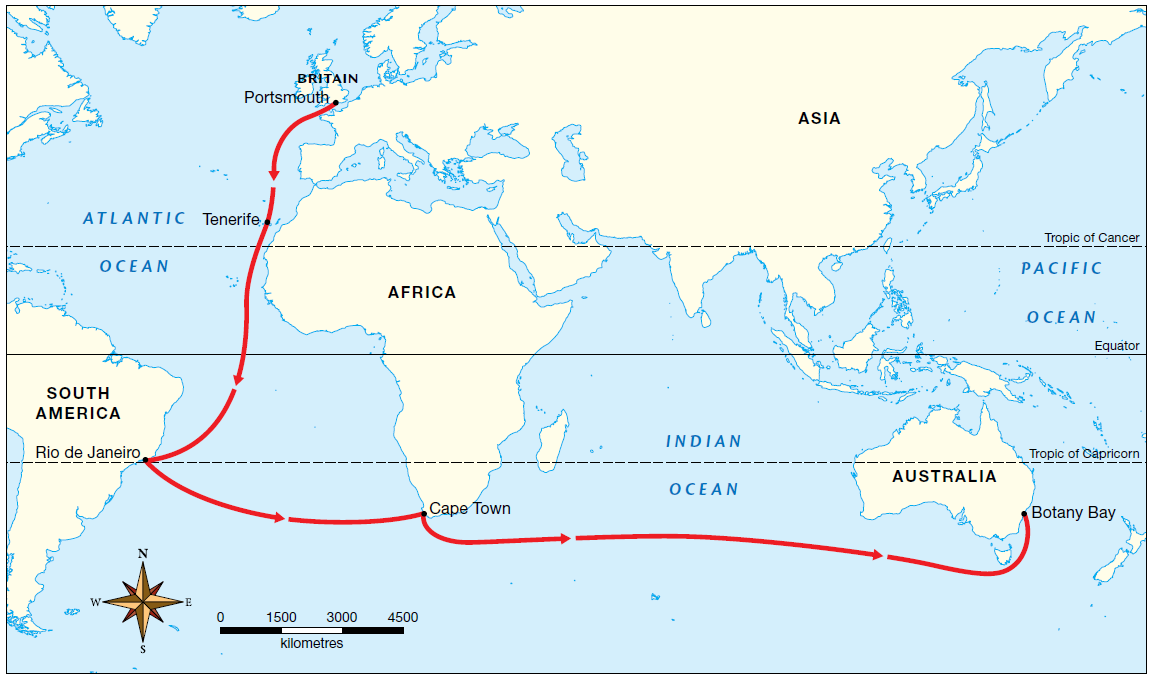 BRITAIN
Portsmouth
ASIA
ATLANTIC
Tenerife
OCEAN
Tropic of Cancer
PACIFIC
OCEAN
AFRICA
Equator
SOUTH
AMERICA
Rio de Janeiro
INDIAN
OCEAN
Tropic of Capricorn
AUSTRALIA
Cape Town
Botany Bay
N
W
E
S
0 1500 3000 4500
kilometres